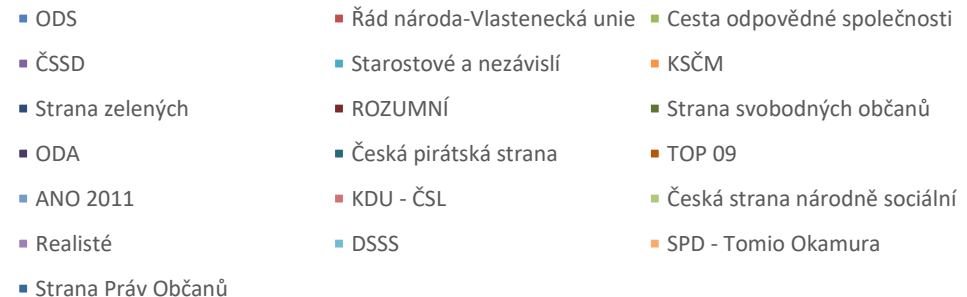 ODS Řád národa-Vlastenecká unie Cesta odpovědné společnosti
ČSSD Starostové a nezávislí KSČM
Strana zelených ROZUMNÍ Strana svobodných občanů
ODA Česká pirátská strana TOP 09
ANO 2011 KDU - ČSL Česká strana národně sociální
Realisté DSSS SPD - Tomio Okamura
Strana Práv Občanů